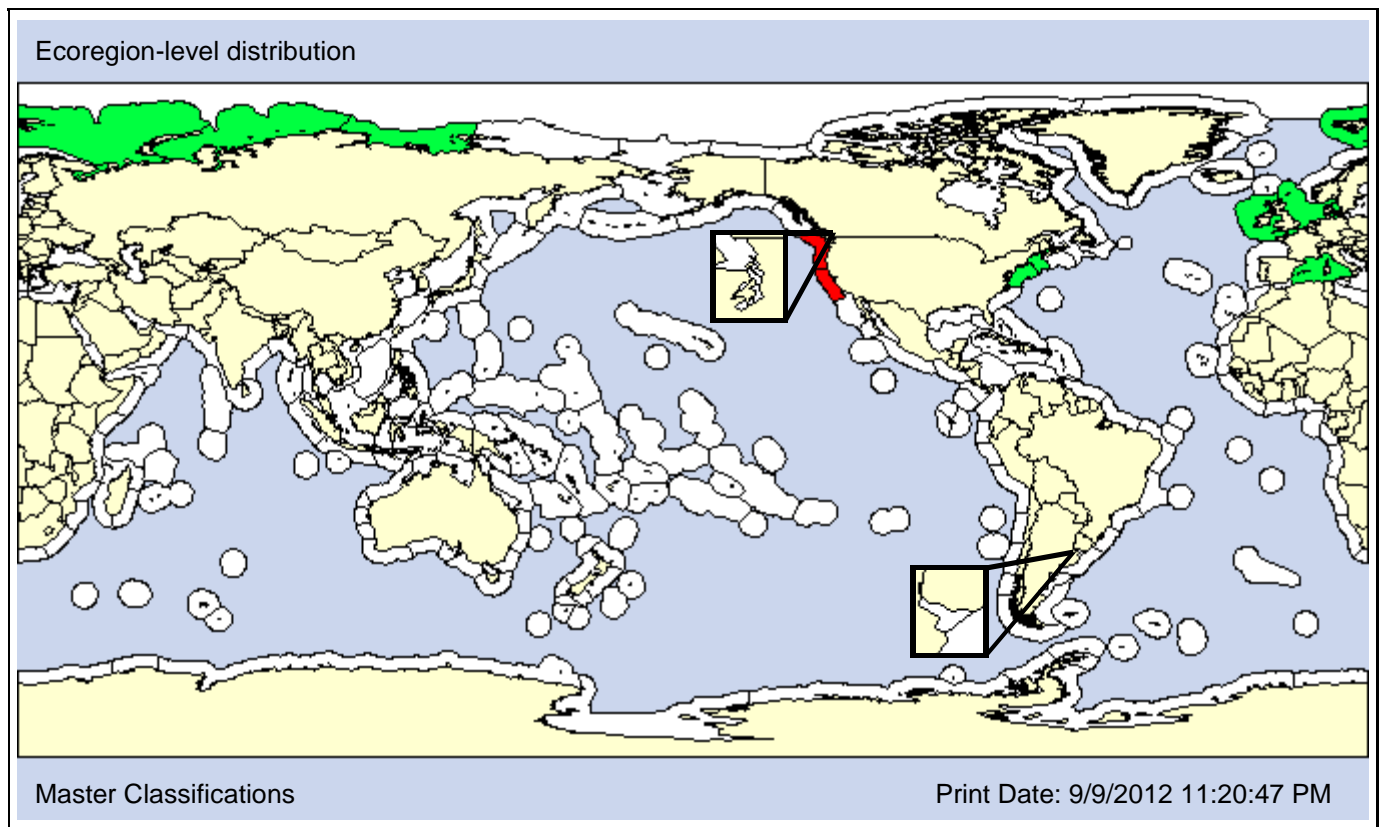 Ecoregion-level distribution
Master Classifications
Print Date: 9/9/2012 11:20:47 PM